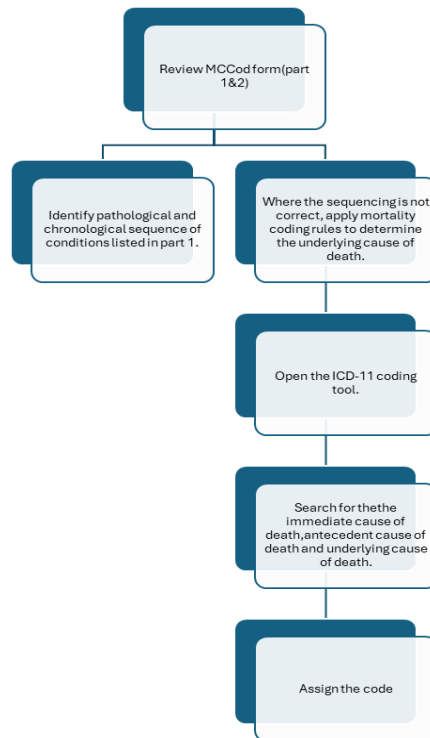 Review MCCod form(part
1&2)
Identify pathological and
chronological sequence of
conditions listed in part 1.
Where the sequencing is not
correct, apply mortality
coding rules to determine
the underlying cause of
death.
Open the ICD-11 coding
tool.
Search for thethe
immediate cause of
death,antecedent cause of
death and underlying cause
of death.
Assign the code